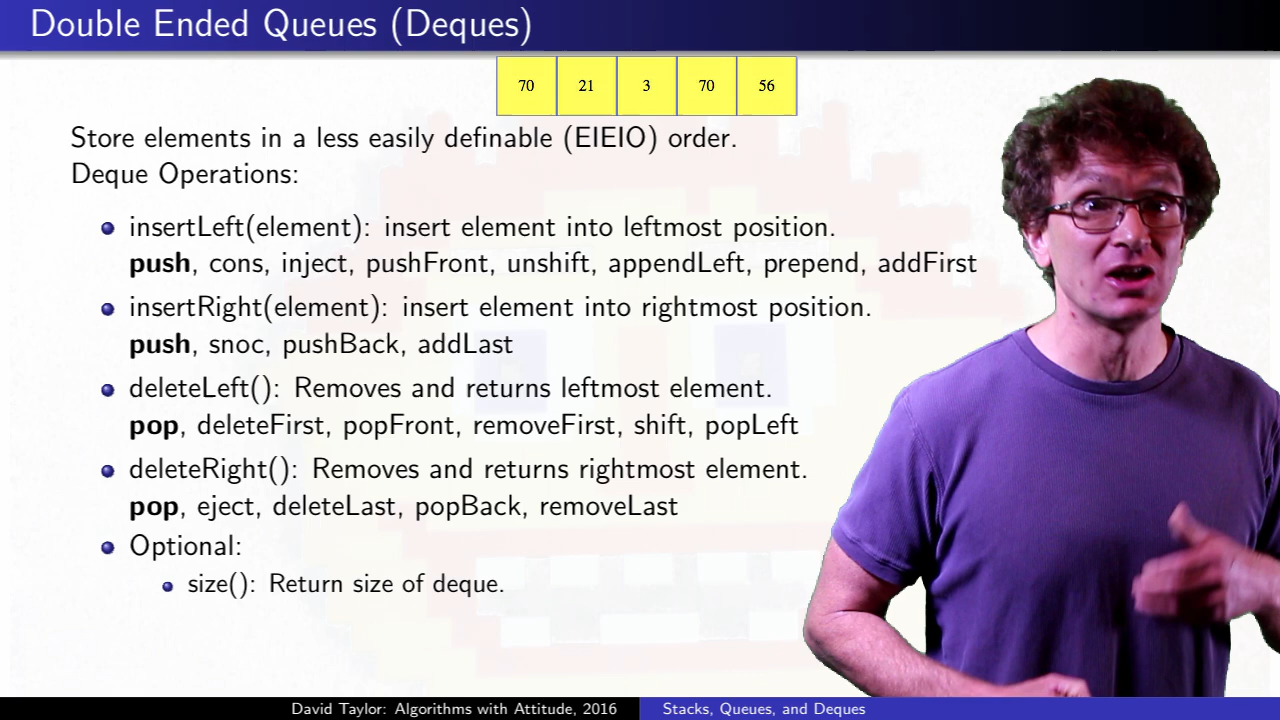 Double Ended Queues (Deques)
70 21 3 70 56
Store elements in a less easily definable (EIEIO) order.
Deque Operations:
insertLeft(element): insert element into leftmost position.
push, cons, inject, pushFront, unshift, appendLeft, prepend, addFirst
insertRight(element): insert element into rightmost position.
push, snoc, pushBack, addLast
deleteLeft(): Removes and returns leftmost element.
pop, deleteFirst, popFront, removeFirst, shift, popLeft
deleteRight(): Removes and returns rightmost element.
pop, eject, deleteLast, popBack, removeLast
Optional:
size(): Return size of deque.
David Taylor: Algorithms with Attitude, 2016 Stacks, Queues, and Deques